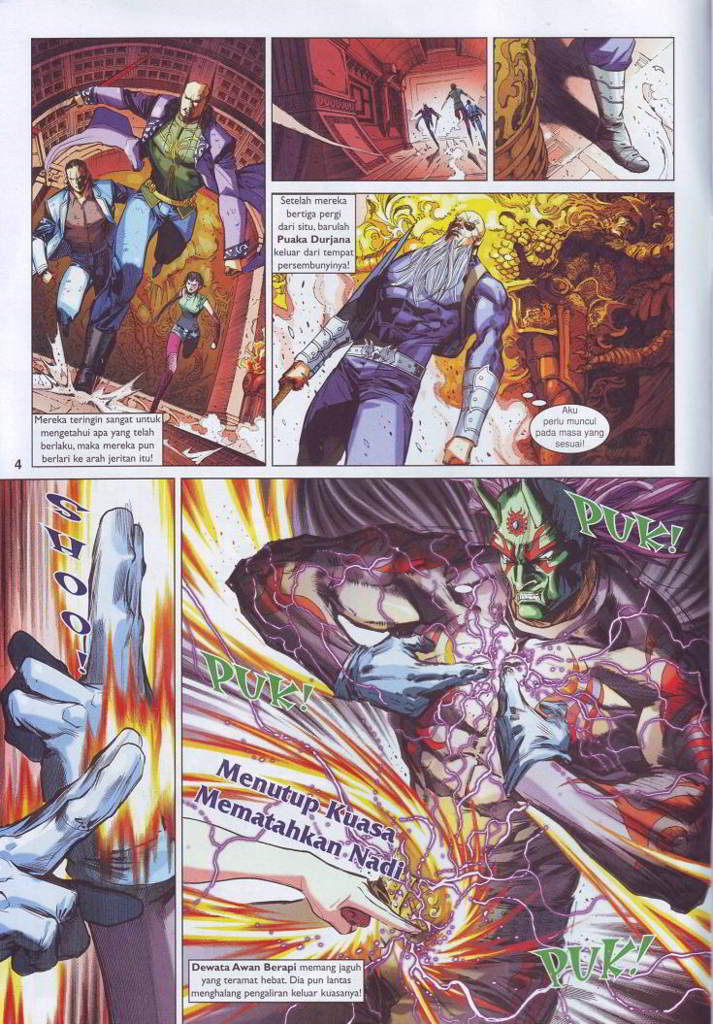 Setelah mereka
bertiga pergi
dari situ, barulah
Puaka Durjana
keluar dari tempat
persembunyinya!
Mereka teringin sangat untuk
mengetahui apa yang telah
berlaku, maka mereka pun
berlari ke arah jeritan itu!
Aku
perlu muncul
pada masa yang
sesuai!
4
SHOO!
PUK!
PUK!
Menutup Kuasa
Mematahkan Nadi
PUK!
Dewata Awan Berapi memang jaguh
yang teramat hebat. Dia pun lantas
menghalang pengaliran keluar kuasanya!